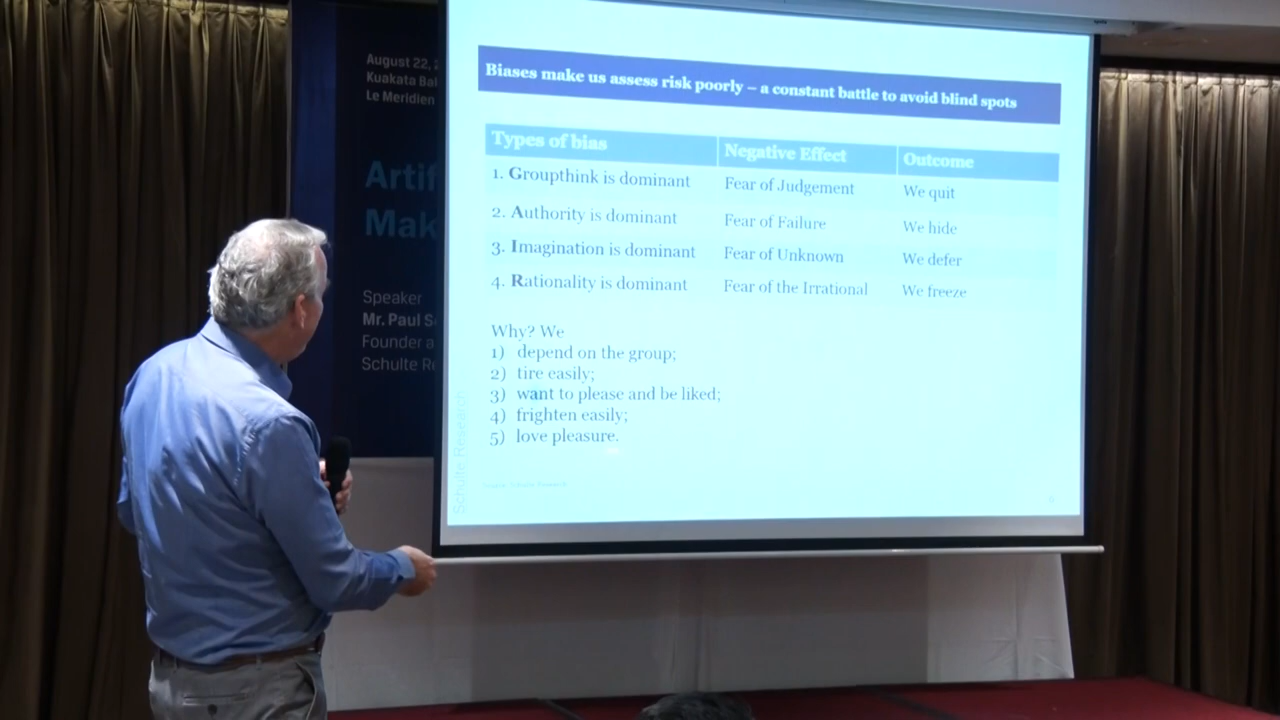 August 22,
Kuakata Bal
Le Meridien
Artif
Mak
Speaker
Mr. Paul S
Founder a
Schulte Re
Biases make us assess risk poorly – a constant battle to avoid blind spots
Types of bias Negative Effect Outcome
1. Groupthink is dominant Fear of Judgement We quit
2. Authority is dominant Fear of Failure We hide
3. Imagination is dominant Fear of Unknown We defer
4. Rationality is dominant Fear of the Irrational We freeze
Why? We
1) depend on the group;
2) tire easily;
3) want to please and be liked;
4) frighten easily;
5) love pleasure.
Schulte Research
Source: Schulte Research
6